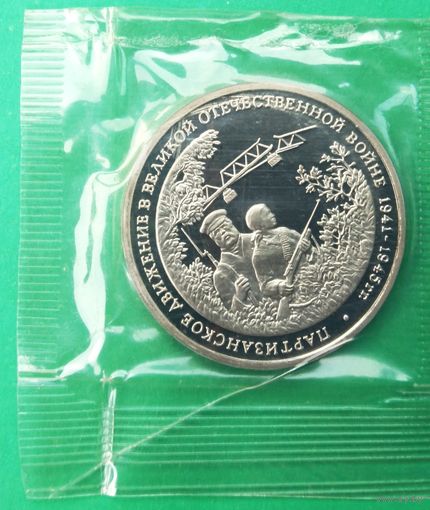 ПАРТИЗАНСКОЕ ДВИЖЕНИЕ В ВЕЛИКОЙ ОТЕЧЕСТВЕННОЙ ВОЙНЕ 1941-1945гг. •